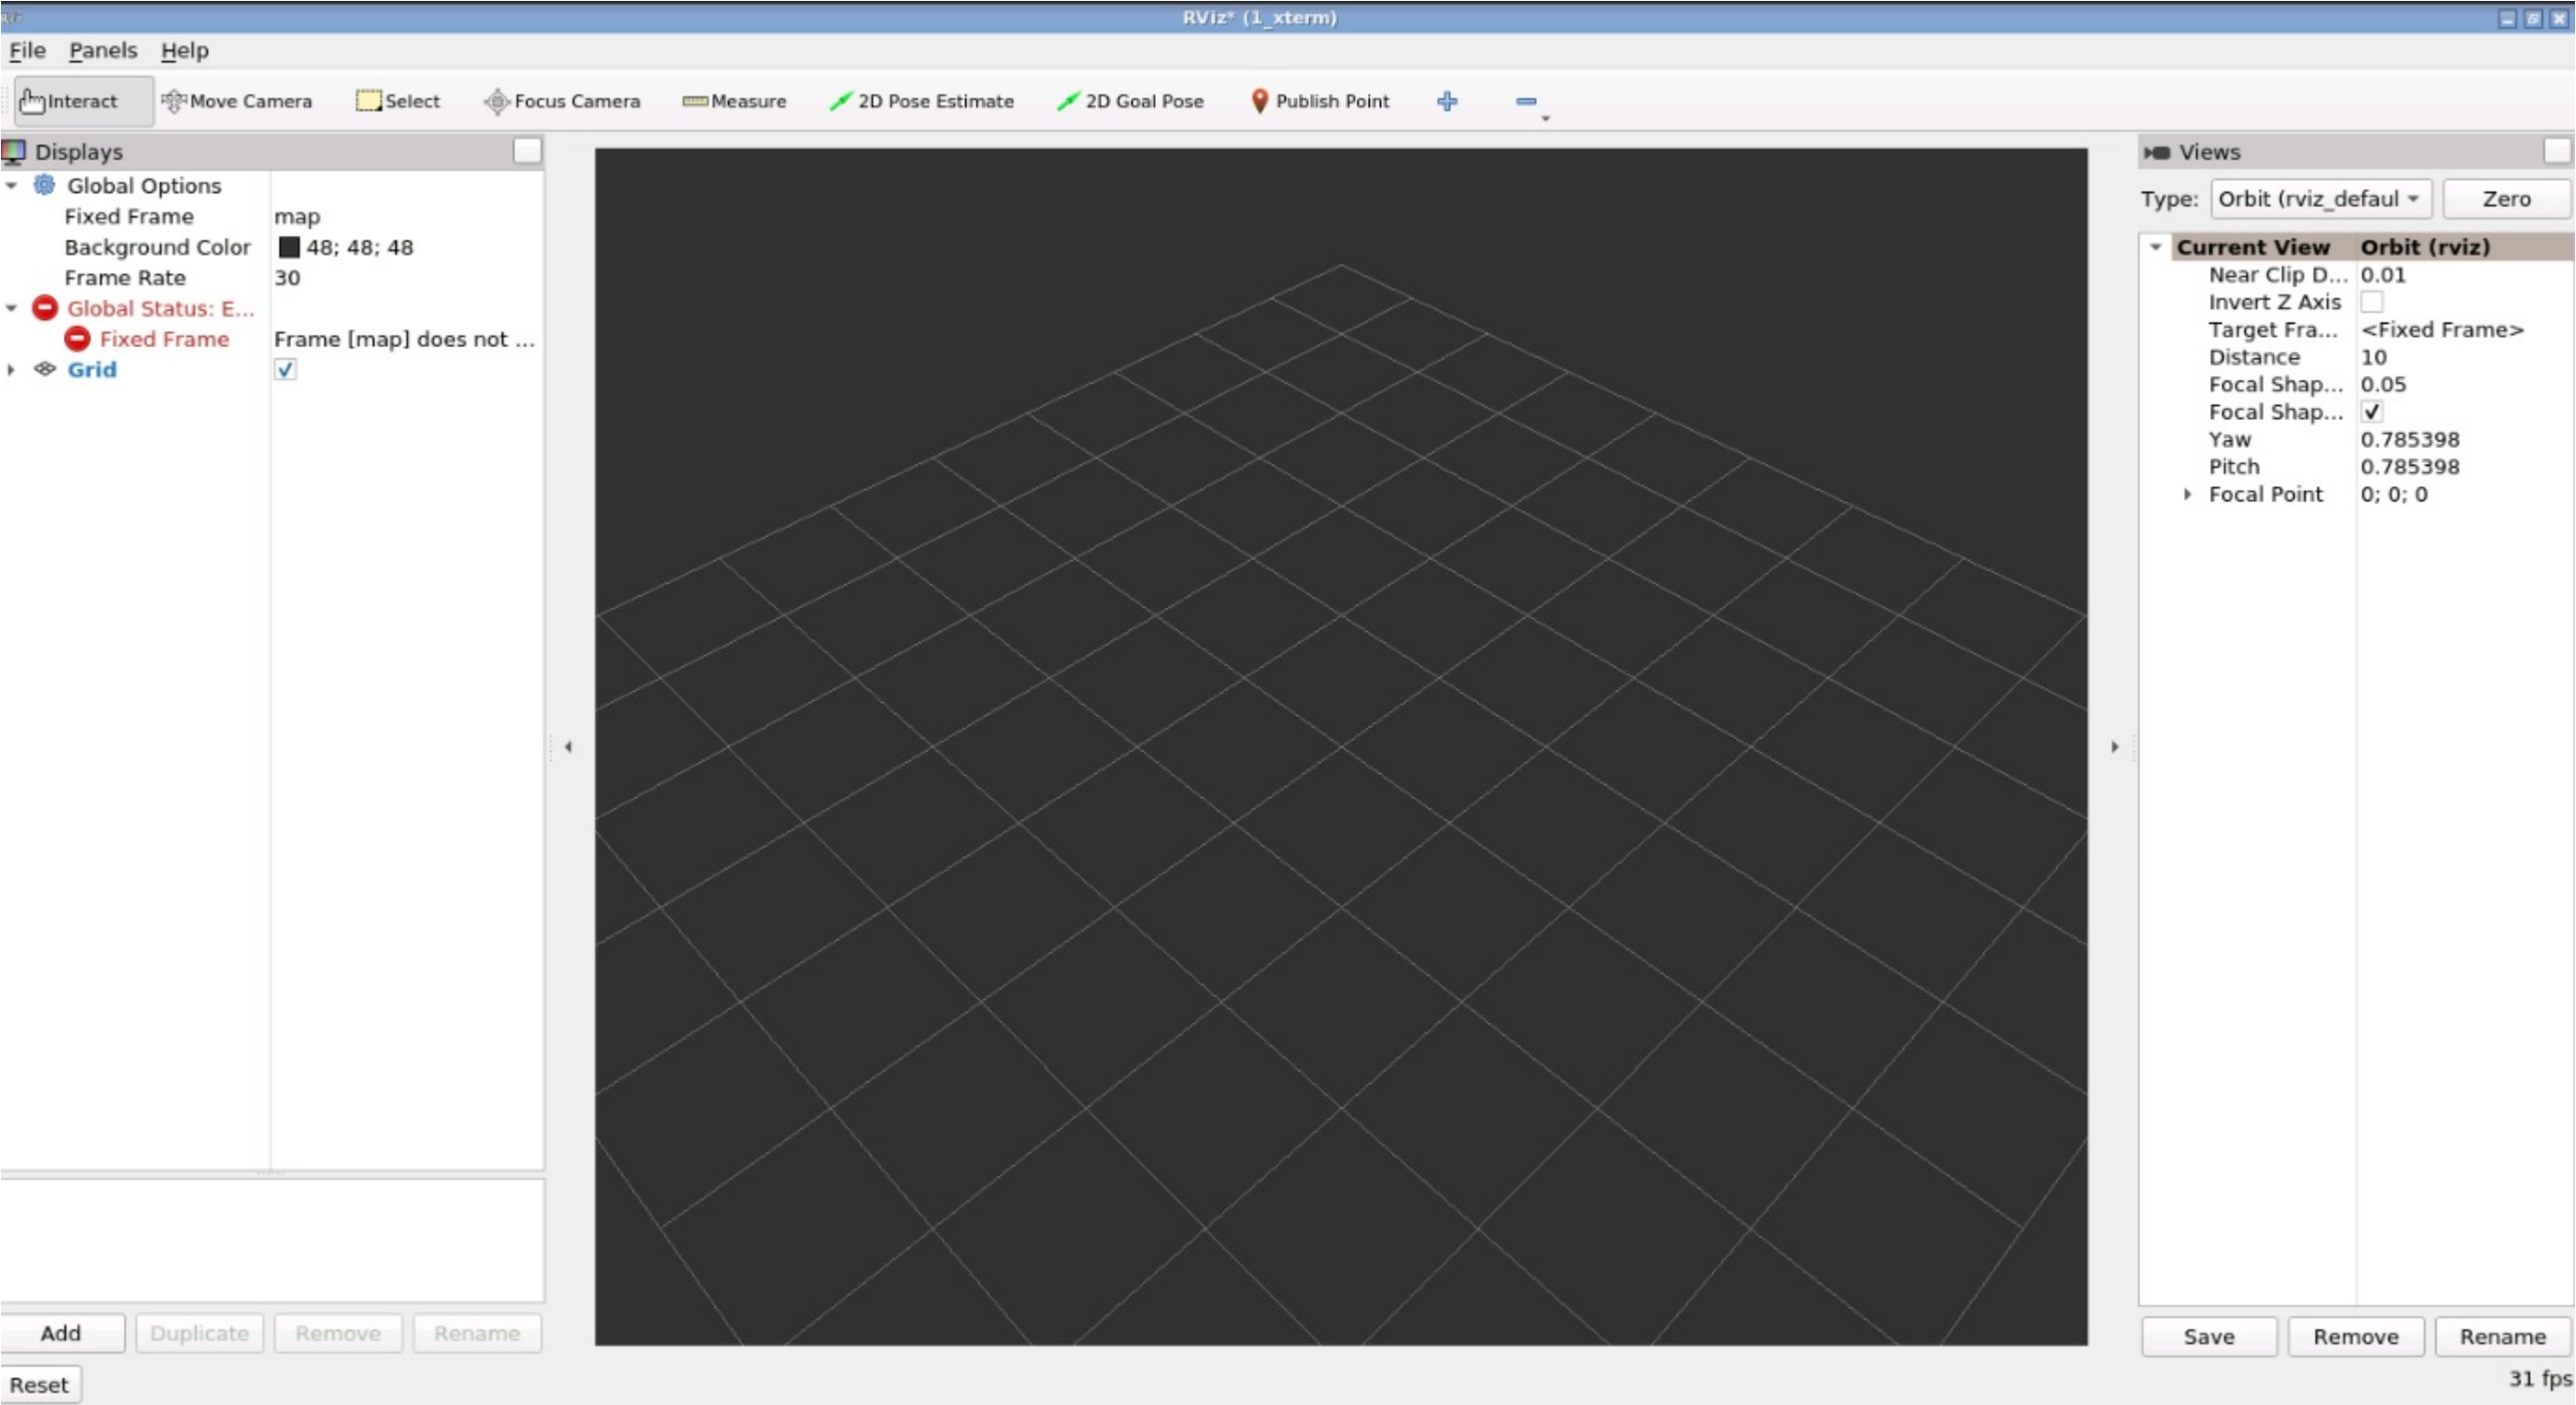 RViz* (1_xterm)
File Panels Help
Interact Move Camera Select Focus Camera Measure 2D Pose Estimate 2D Goal Pose Publish Point
Displays
Global Options
Fixed Frame map
Background Color 48; 48; 48
Frame Rate 30
Global Status: E...
Fixed Frame Frame [map] does not ...
Grid
Add Duplicate Remove Rename
Reset
Views
Type: Orbit (rviz_defaul Zero
Current View Orbit (rviz)
Near Clip D... 0.01
Invert Z Axis
Target Fra... <Fixed Frame>
Distance 10
Focal Shap... 0.05
Focal Shap...
Yaw 0.785398
Pitch 0.785398
Focal Point 0; 0; 0
Save Remove Rename
31 fps